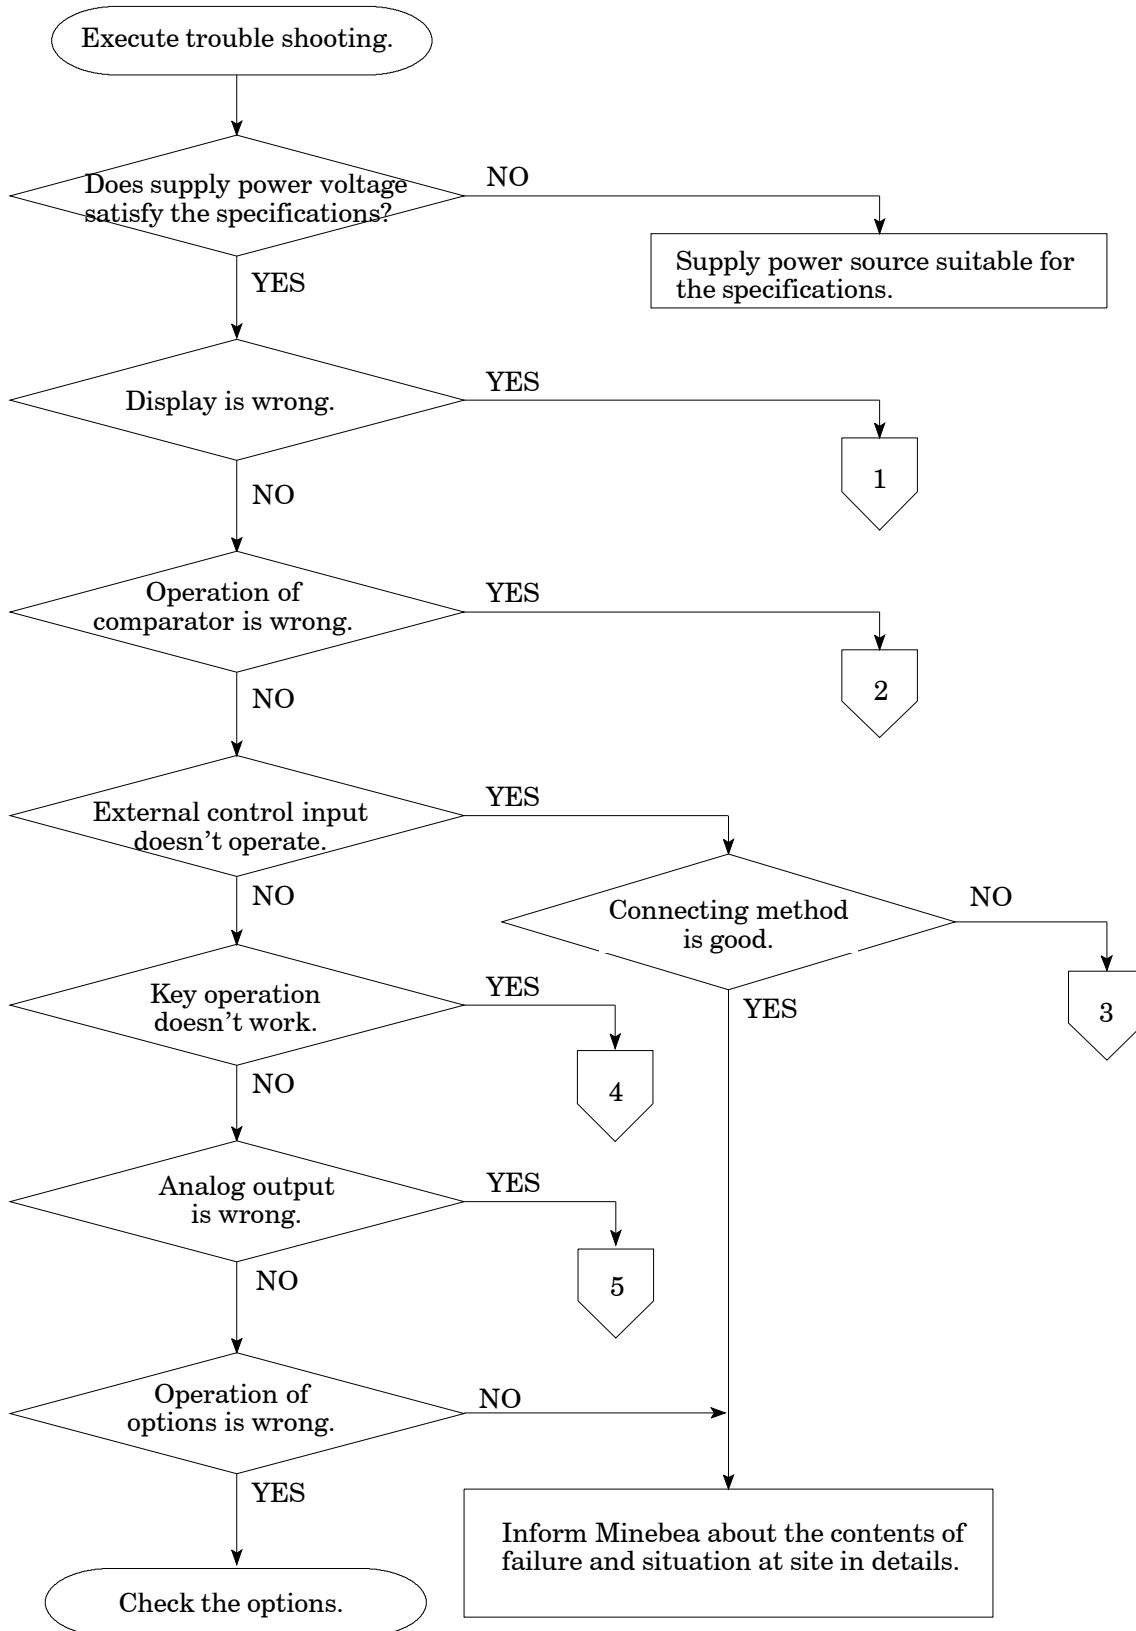 Execute trouble shooting.
Does supply power voltage
satisfy the specifications?
NO
Supply power source suitable for
the specifications.
YES
Display is wrong.
YES
1
NO
Operation of
comparator is wrong.
YES
2
NO
External control input
doesn't operate.
YES
Connecting method
is good.
NO
3
YES
NO
Key operation
doesn't work.
YES
4
NO
Analog output
is wrong.
YES
5
NO
Operation of
options is wrong.
NO
YES
Inform Minebea about the contents of
failure and situation at site in details.
Check the options.